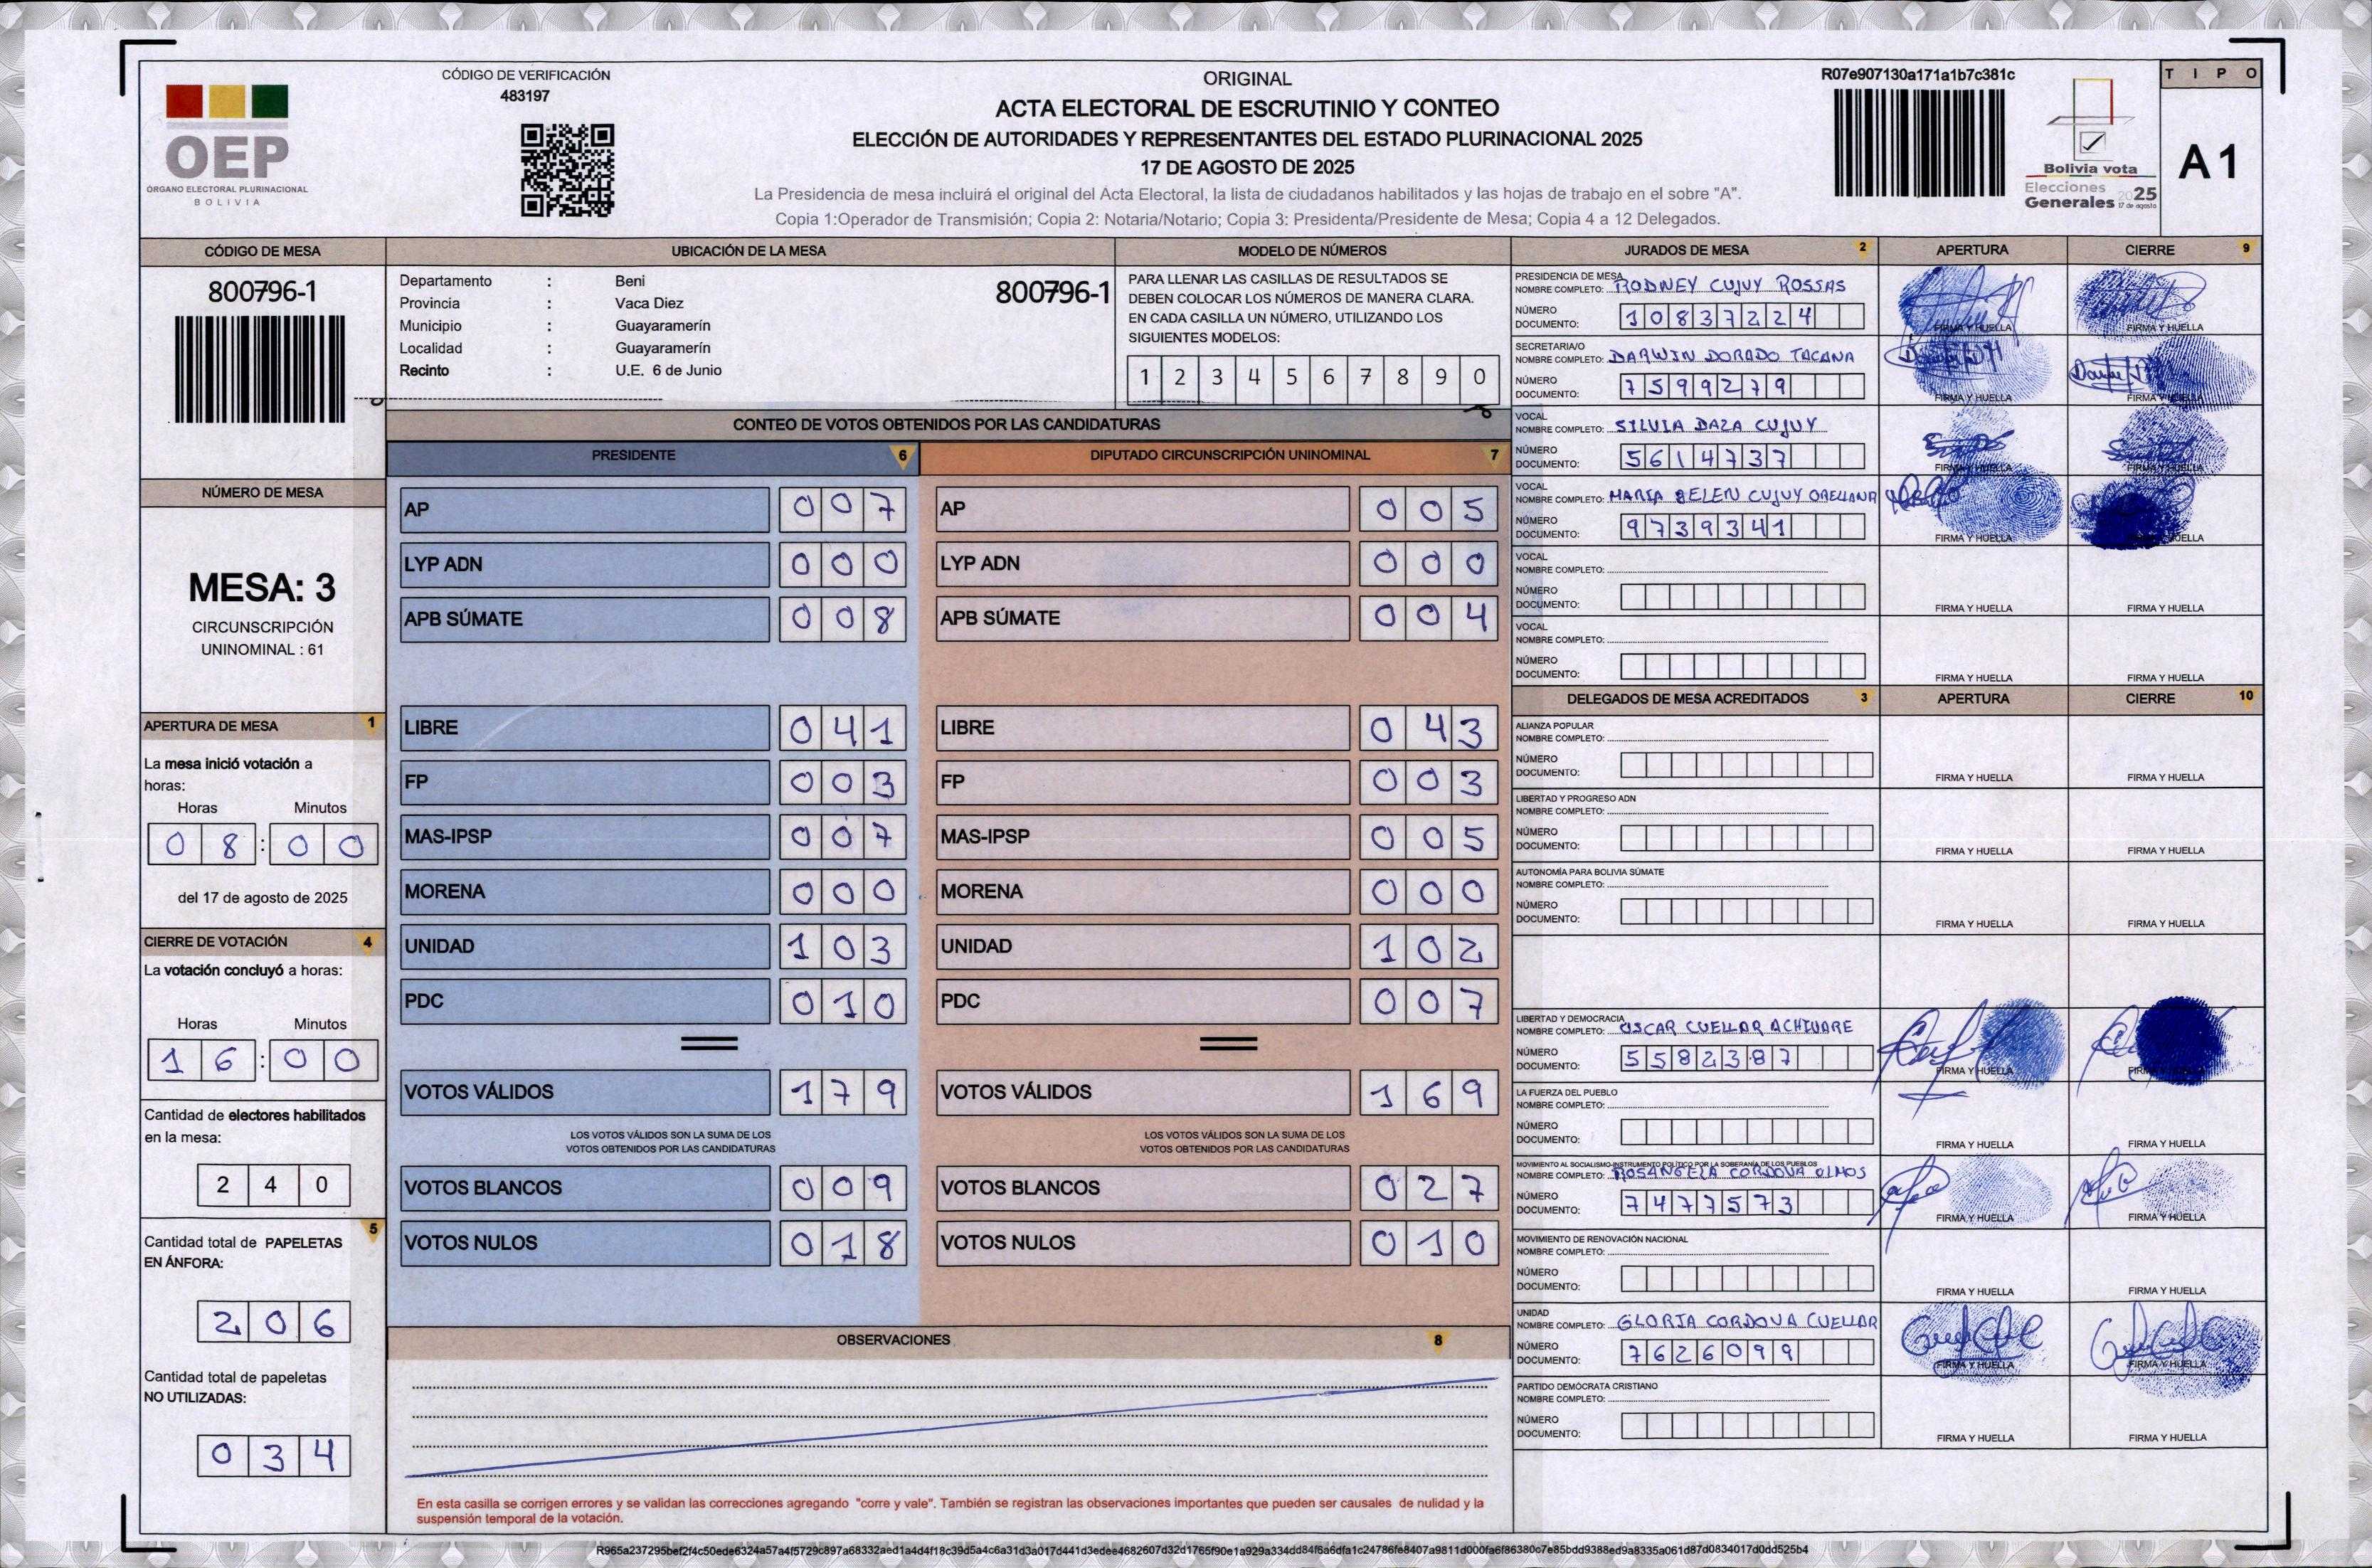 CÓDIGO DE VERIFICACIÓN
483197
OEP
ÓRGANO ELECTORAL PLURINACIONAL
BOLIVIA
ORIGINAL
ACTA ELECTORAL DE ESCRUTINIO Y CONTEO
ELECCIÓN DE AUTORIDADES Y REPRESENTANTES DEL ESTADO PLURINACIONAL 2025
17 DE AGOSTO DE 2025
La Presidencia de mesa incluirá el original del Acta Electoral, la lista de ciudadanos habilitados y las hojas de trabajo en el sobre "A".
Copia 1:Operador de Transmisión; Copia 2: Notaria/Notario; Copia 3: Presidenta/Presidente de Mesa; Copia 4 a 12 Delegados.
R07e907130a171a1b7c381c
Bolivia vota
Elecciones
Generales 2025
17 de agosto
TIPO
A1
CÓDIGO DE MESA
800796-1
NÚMERO DE MESA
MESA: 3
CIRCUNSCRIPCIÓN
UNINOMINAL : 61
APERTURA DE MESA 1
La mesa inició votación a
horas:
Horas Minutos
08:00
del 17 de agosto de 2025
CIERRE DE VOTACIÓN 4
La votación concluyó a horas:
Horas Minutos
16:00
Cantidad de electores habilitados
en la mesa:
240
5
Cantidad total de PAPELETAS
EN ÁNFORA:
206
Cantidad total de papeletas
NO UTILIZADAS:
034
UBICACIÓN DE LA MESA
Departamento : Beni
800796-1
Provincia : Vaca Diez
Municipio : Guayaramerín
Localidad : Guayaramerín
Recinto : U.E. 6 de Junio
MODELO DE NÚMEROS
PARA LLENAR LAS CASILLAS DE RESULTADOS SE
DEBEN COLOCAR LOS NÚMEROS DE MANERA CLARA.
EN CADA CASILLA UN NÚMERO, UTILIZANDO LOS
SIGUIENTES MODELOS:
1 2 3 4 5 6 7 8 9 0
CONTEO DE VOTOS OBTENIDOS POR LAS CANDIDATURAS
PRESIDENTE 6
AP 007
LYP ADN 000
APB SÚMATE 008
LIBRE 041
FP 003
MAS-IPSP 007
MORENA 000
UNIDAD 103
PDC 010
VOTOS VÁLIDOS 179
LOS VOTOS VÁLIDOS SON LA SUMA DE LOS
VOTOS OBTENIDOS POR LAS CANDIDATURAS
VOTOS BLANCOS 009
VOTOS NULOS 018
DIPUTADO CIRCUNSCRIPCIÓN UNINOMINAL 7
AP 005
LYP ADN 000
APB SÚMATE 004
LIBRE 043
FP 003
MAS-IPSP 005
MORENA 000
UNIDAD 102
PDC 007
VOTOS VÁLIDOS 169
LOS VOTOS VÁLIDOS SON LA SUMA DE LOS
VOTOS OBTENIDOS POR LAS CANDIDATURAS
VOTOS BLANCOS 027
VOTOS NULOS 010
OBSERVACIONES 8
En esta casilla se corrigen errores y se validan las correcciones agregando "corre y vale". También se registran las observaciones importantes que pueden ser causales de nulidad y la
suspensión temporal de la votación.
JURADOS DE MESA 2 APERTURA CIERRE 9
PRESIDENCIA DE MESA
NOMBRE COMPLETO: RODNEY CUJUY ROSSAS
NÚMERO
DOCUMENTO: 10837224
FIRMA Y HUELLA FIRMA Y HUELLA
SECRETARIA/O
NOMBRE COMPLETO: DARWIN DORADO TACANA
NÚMERO
DOCUMENTO: 7599279
FIRMA Y HUELLA FIRMA Y HUELLA
VOCAL
NOMBRE COMPLETO: SILVIA DAZA CUJUY
NÚMERO
DOCUMENTO: 5614737
FIRMA Y HUELLA FIRMA Y HUELLA
VOCAL
NOMBRE COMPLETO: MARIA BELEN CUJUY ORELLANA
NÚMERO
DOCUMENTO: 9739341
FIRMA Y HUELLA FIRMA Y HUELLA
VOCAL
NOMBRE COMPLETO:
NÚMERO
DOCUMENTO:
FIRMA Y HUELLA FIRMA Y HUELLA
VOCAL
NOMBRE COMPLETO:
NÚMERO
DOCUMENTO:
FIRMA Y HUELLA FIRMA Y HUELLA
DELEGADOS DE MESA ACREDITADOS 3 APERTURA CIERRE 10
ALIANZA POPULAR
NOMBRE COMPLETO:
NÚMERO
DOCUMENTO:
FIRMA Y HUELLA FIRMA Y HUELLA
LIBERTAD Y PROGRESO ADN
NOMBRE COMPLETO:
NÚMERO
DOCUMENTO:
FIRMA Y HUELLA FIRMA Y HUELLA
AUTONOMÍA PARA BOLIVIA SÚMATE
NOMBRE COMPLETO:
NÚMERO
DOCUMENTO:
FIRMA Y HUELLA FIRMA Y HUELLA
LIBERTAD Y DEMOCRACIA
NOMBRE COMPLETO: OSCAR CUELLAR ACHIVARE
NÚMERO
DOCUMENTO: 5582387
FIRMA Y HUELLA FIRMA Y HUELLA
LA FUERZA DEL PUEBLO
NOMBRE COMPLETO:
NÚMERO
DOCUMENTO:
FIRMA Y HUELLA FIRMA Y HUELLA
MOVIMIENTO AL SOCIALISMO-INSTRUMENTO POLÍTICO POR LA SOBERANÍA DE LOS PUEBLOS
NOMBRE COMPLETO: ROSANGELA CORDOVA OLMOS
NÚMERO
DOCUMENTO: 7477573
FIRMA Y HUELLA FIRMA Y HUELLA
MOVIMIENTO DE RENOVACIÓN NACIONAL
NOMBRE COMPLETO:
NÚMERO
DOCUMENTO:
FIRMA Y HUELLA FIRMA Y HUELLA
UNIDAD
NOMBRE COMPLETO: GLORIA CORDOVA CUELLAR
NÚMERO
DOCUMENTO: 7626099
FIRMA Y HUELLA FIRMA Y HUELLA
PARTIDO DEMÓCRATA CRISTIANO
NOMBRE COMPLETO:
NÚMERO
DOCUMENTO:
FIRMA Y HUELLA FIRMA Y HUELLA